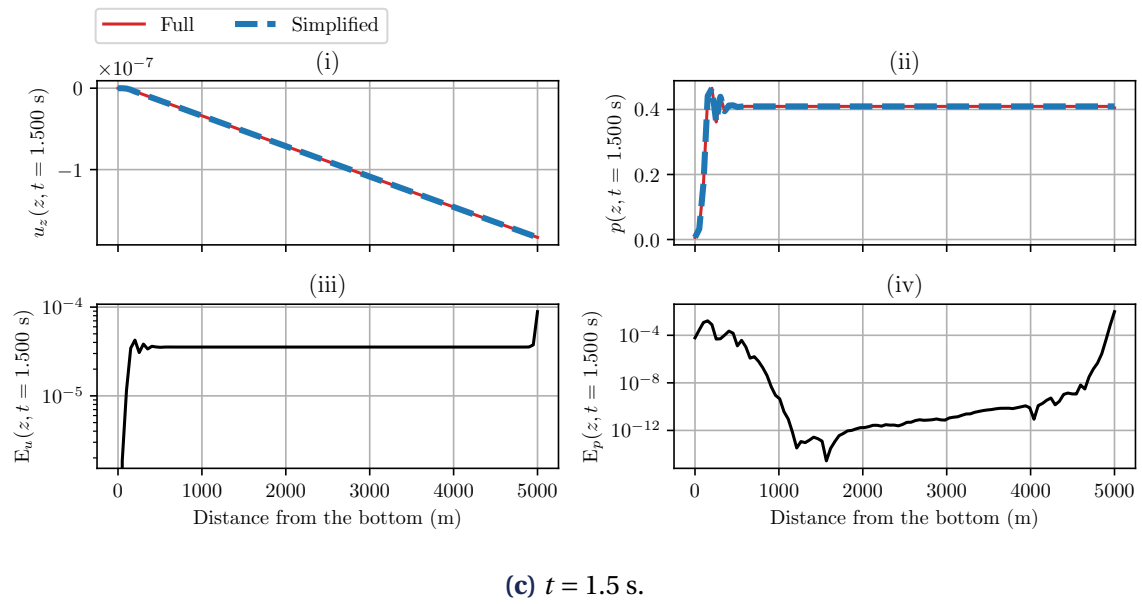 Full Simplified
×10⁻⁷
(i)
(ii)
0
−1
u_z(z, t = 1.500 s)
0.4
0.2
0.0
p(z, t = 1.500 s)
(iii)
(iv)
10⁻⁴
10⁻⁵
E_u(z, t = 1.500 s)
10⁻⁴
10⁻⁸
10⁻¹²
E_p(z, t = 1.500 s)
0 1000 2000 3000 4000 5000
0 1000 2000 3000 4000 5000
Distance from the bottom (m)
Distance from the bottom (m)
(c) t = 1.5 s.